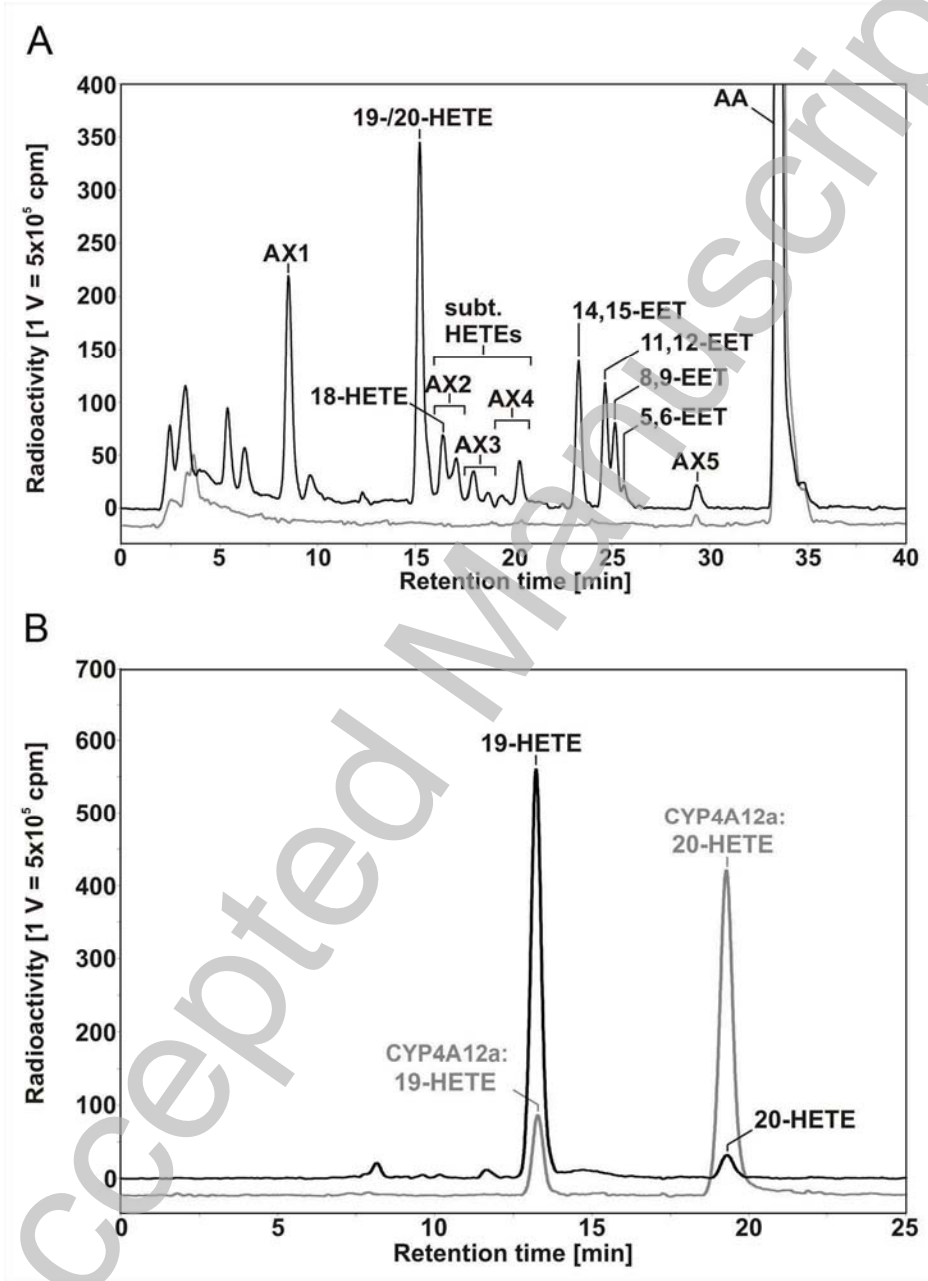 A
400
350
300
250
200
150
100
50
0
Radioactivity [1 V = 5x10⁵ cpm]
AA
19-/20-HETE
AX1
subt.
HETEs
14,15-EET
11,12-EET
8,9-EET
5,6-EET
18-HETE
AX2
AX4
AX3
AX5
0 5 10 15 20 25 30 35 40
Retention time [min]
B
700
600
500
400
300
200
100
0
Radioactivity [1 V = 5x10⁵ cpm]
19-HETE
CYP4A12a:
20-HETE
CYP4A12a:
19-HETE
20-HETE
0 5 10 15 20 25
Retention time [min]
ccepted Manuscrip